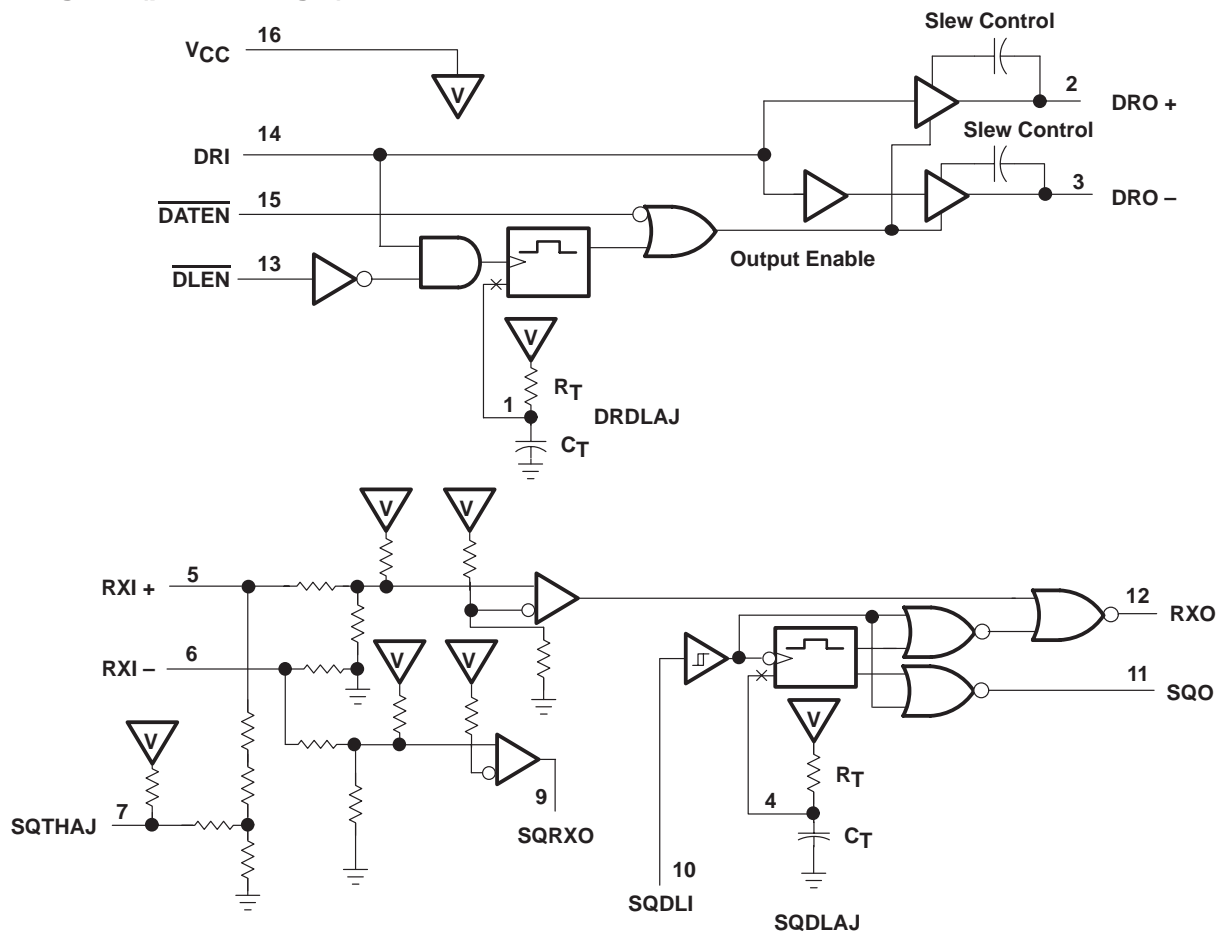 Slew Control
16
VCC
V
2
DRO +
14
Slew Control
DRI
15
3
DATEN
DRO –
13
Output Enable
DLEN
V
RT
1
DRDLAJ
CT
V
V
5
RXI +
12
RXO
6
V
V
RXI –
11
SQO
V
V
RT
7
9
4
SQTHAJ
SQRXO
CT
10
SQDLI
SQDLAJ